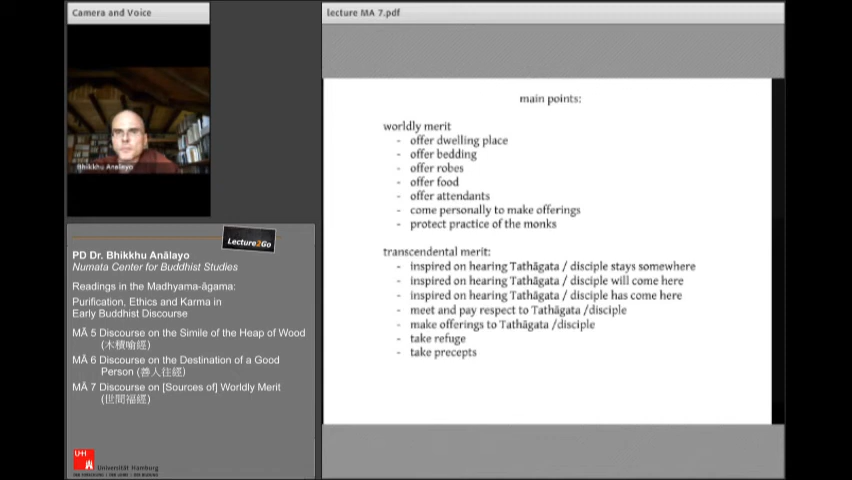 Camera and Voice
Bhikkhu Anālayo
Lecture2Go
PD Dr. Bhikkhu Anālayo
Numata Center for Buddhist Studies
Readings in the Madhyama-āgama:
Purification, Ethics and Karma in
Early Buddhist Discourse
MĀ 5 Discourse on the Simile of the Heap of Wood
(木積喻經)
MĀ 6 Discourse on the Destination of a Good
Person (善人往經)
MĀ 7 Discourse on [Sources of] Worldly Merit
(世間福經)
UH
Universität Hamburg
lecture MA 7.pdf
main points:
worldly merit
- offer dwelling place
- offer bedding
- offer robes
- offer food
- offer attendants
- come personally to make offerings
- protect practice of the monks
transcendental merit:
- inspired on hearing Tathāgata / disciple stays somewhere
- inspired on hearing Tathāgata / disciple will come here
- inspired on hearing Tathāgata / disciple has come here
- meet and pay respect to Tathāgata /disciple
- make offerings to Tathāgata /disciple
- take refuge
- take precepts